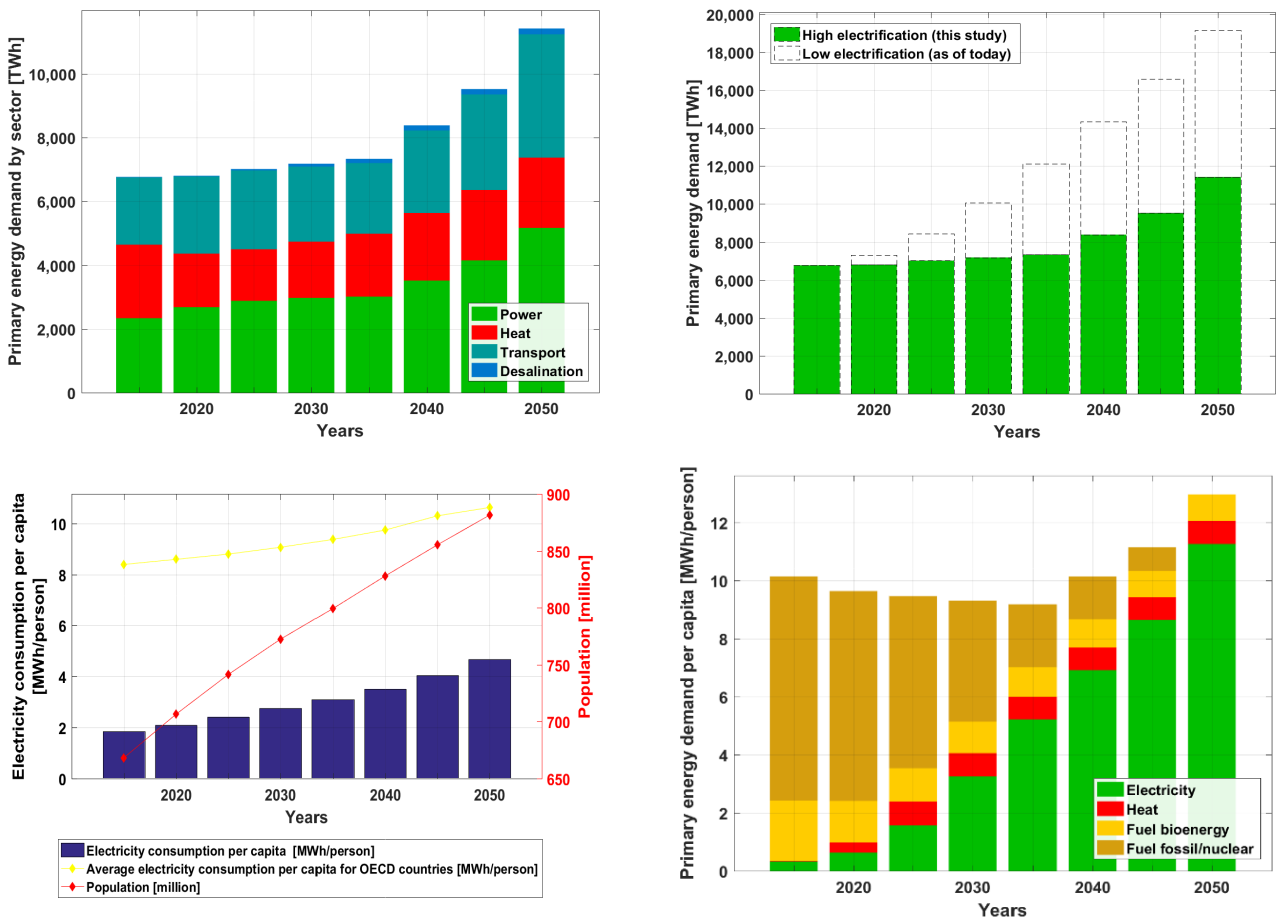 Primary energy demand by sector [TWh]
10,000
8,000
6,000
4,000
2,000
0
2020
2030
2040
2050
Years
Power
Heat
Transport
Desalination
Primary energy demand [TWh]
20,000
18,000
16,000
14,000
12,000
10,000
8,000
6,000
4,000
2,000
0
2020
2030
2040
2050
Years
High electrification (this study)
Low electrification (as of today)
Electricity consumption per capita
[MWh/person]
10
8
6
4
2
0
2020
2030
2040
2050
Years
900
850
800
750
700
650
Population [million]
Electricity consumption per capita [MWh/person]
Average electricity consumption per capita for OECD countries [MWh/person]
Population [million]
Primary energy demand per capita [MWh/person]
12
10
8
6
4
2
0
2020
2030
2040
2050
Years
Electricity
Heat
Fuel bioenergy
Fuel fossil/nuclear